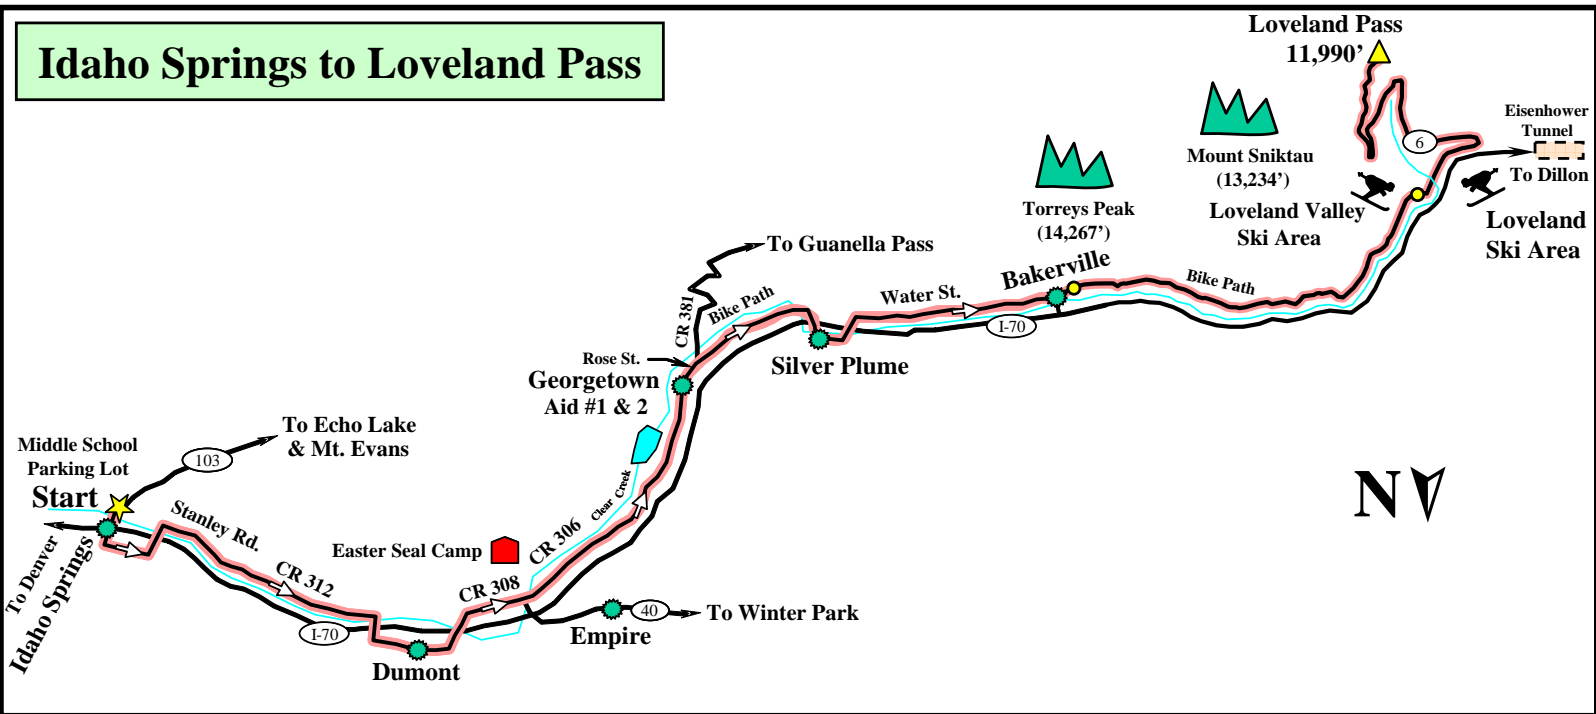 Idaho Springs to Loveland Pass
Loveland Pass
11,990’
Eisenhower
Tunnel
To Dillon
6
Mount Sniktau
(13,234’)
Loveland Valley
Ski Area
Loveland
Ski Area
Torreys Peak
(14,267’)
Bakerville
Bike Path
To Guanella Pass
CR 381
Bike Path
Water St.
I-70
Silver Plume
Rose St.
Georgetown
Aid #1 & 2
To Echo Lake
& Mt. Evans
103
Middle School
Parking Lot
Start
Stanley Rd.
To Denver
Idaho Springs
CR 312
I-70
Easter Seal Camp
CR 308
CR 306
Clear Creek
40
To Winter Park
Empire
Dumont
N